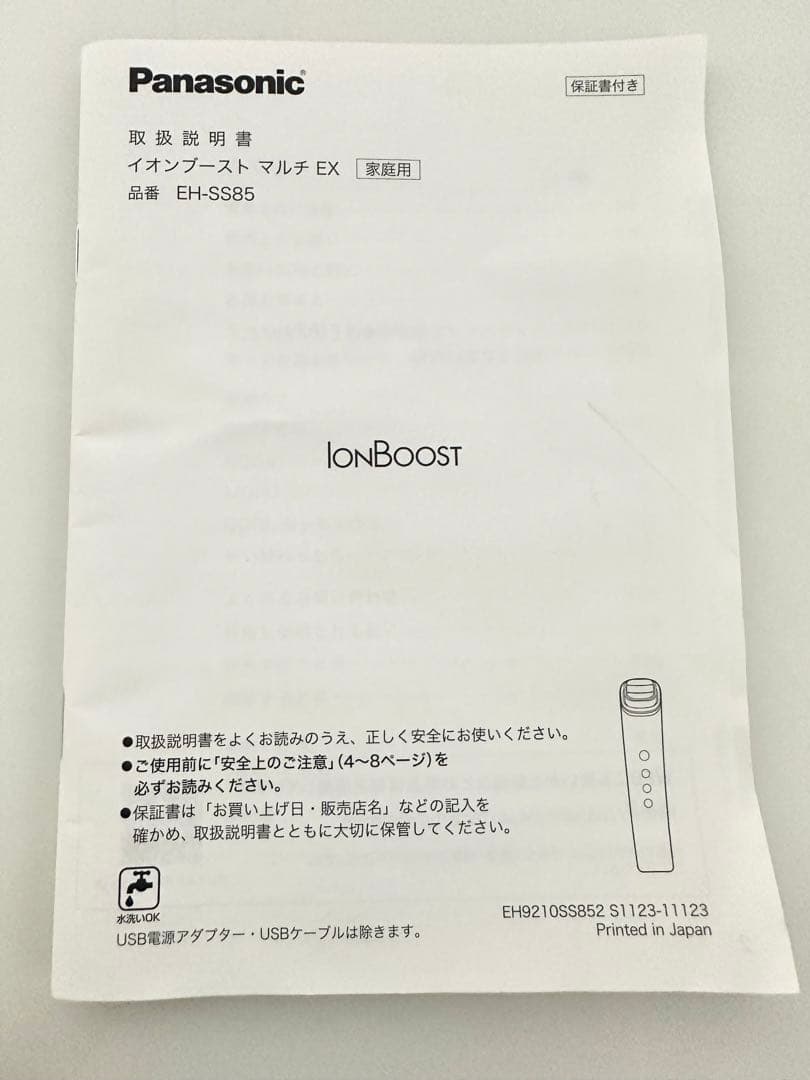 Panasonic®
保証書付き
取扱説明書
イオンブースト マルチ EX 家庭用
品番 EH-SS85
IONBOOST
●取扱説明書をよくお読みのうえ、正しく安全にお使いください。
●ご使用前に「安全上のご注意」(4〜8ページ)を
必ずお読みください。
●保証書は「お買い上げ日・販売店名」などの記入を
確かめ、取扱説明書とともに大切に保管してください。
水洗いOK
USB電源アダプター・USBケーブルは除きます。
EH9210SS852 S1123-11123
Printed in Japan